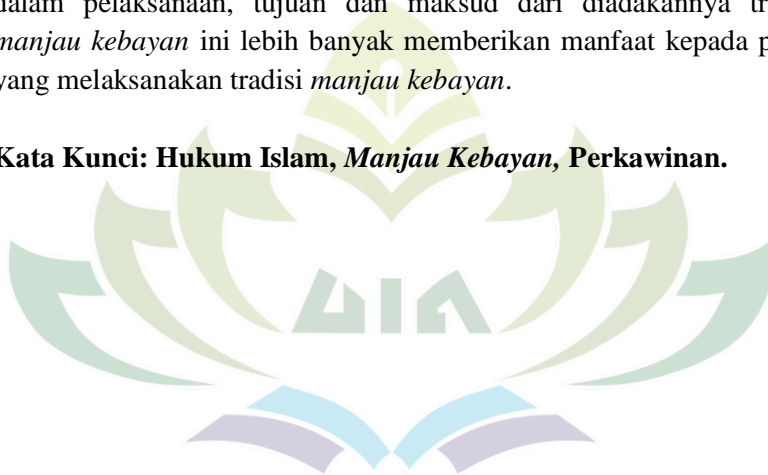 dalam pelaksanaan, tujuan dan maksud dari diadakannya
manjau kebayan ini lebih banyak memberikan manfaat kepada
yang melaksanakan tradisi manjau kebayan.
Kata Kunci: Hukum Islam, Manjau Kebayan, Perkawinan.
UIN